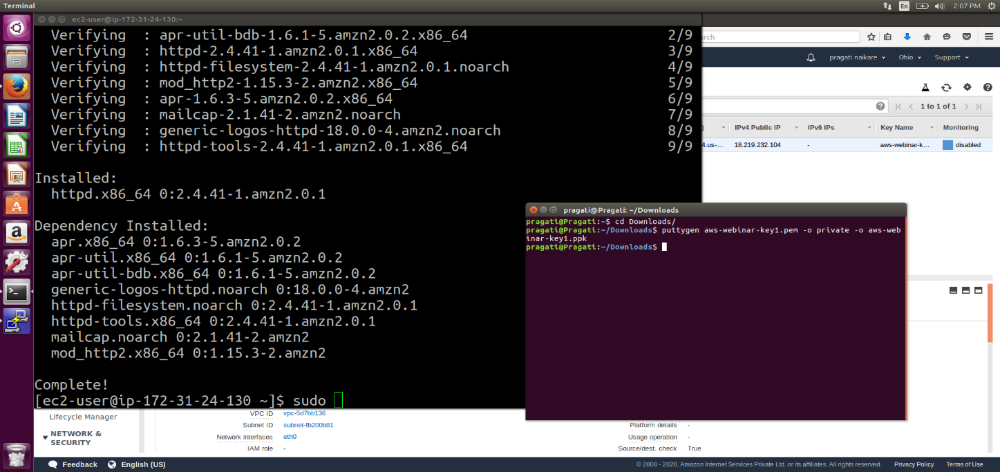 Terminal
En
2:07 PM
ec2-user@ip-172-31-24-130:~
Verifying : apr-util-bdb-1.6.1-5.amzn2.0.2.x86_64 2/9
Verifying : httpd-2.4.41-1.amzn2.0.1.x86_64 3/9
Verifying : httpd-filesystem-2.4.41-1.amzn2.0.1.noarch 4/9
Verifying : mod_http2-1.15.3-2.amzn2.x86_64 5/9
Verifying : apr-1.6.3-5.amzn2.0.2.x86_64 6/9
Verifying : mailcap-2.1.41-2.amzn2.noarch 7/9
Verifying : generic-logos-httpd-18.0.0-4.amzn2.noarch 8/9
Verifying : httpd-tools-2.4.41-1.amzn2.0.1.x86_64 9/9
Installed:
httpd.x86_64 0:2.4.41-1.amzn2.0.1
Dependency Installed:
apr.x86_64 0:1.6.3-5.amzn2.0.2
apr-util.x86_64 0:1.6.1-5.amzn2.0.2
apr-util-bdb.x86_64 0:1.6.1-5.amzn2.0.2
generic-logos-httpd.noarch 0:18.0.0-4.amzn2
httpd-filesystem.noarch 0:2.4.41-1.amzn2.0.1
httpd-tools.x86_64 0:2.4.41-1.amzn2.0.1
mailcap.noarch 0:2.1.41-2.amzn2
mod_http2.x86_64 0:1.15.3-2.amzn2
Complete!
[ec2-user@ip-172-31-24-130 ~]$ sudo
pragati naikare Ohio Support
1 to 1 of 1
IPv4 Public IP IPv6 IPs Key Name Monitoring
4.us-... 18.219.232.104 - aws-webinar-k... disabled
pragati@Pragati: ~/Downloads
pragati@Pragati:~$ cd Downloads/
pragati@Pragati:~/Downloads$ puttygen aws-webinar-key1.pem -o private -o aws-web
inar-key1.ppk
pragati@Pragati:~/Downloads$
Lifecycle Manager
NETWORK &
SECURITY
VPC ID vpc-5d7bb136
Subnet ID subnet-fb200b81
Network interfaces eth0
IAM role -
Platform details -
Usage operation -
Source/dest. check True
Feedback English (US)
© 2008 - 2020, Amazon Internet Services Private Ltd. or its affiliates. All rights reserved. Privacy Policy Terms of Use